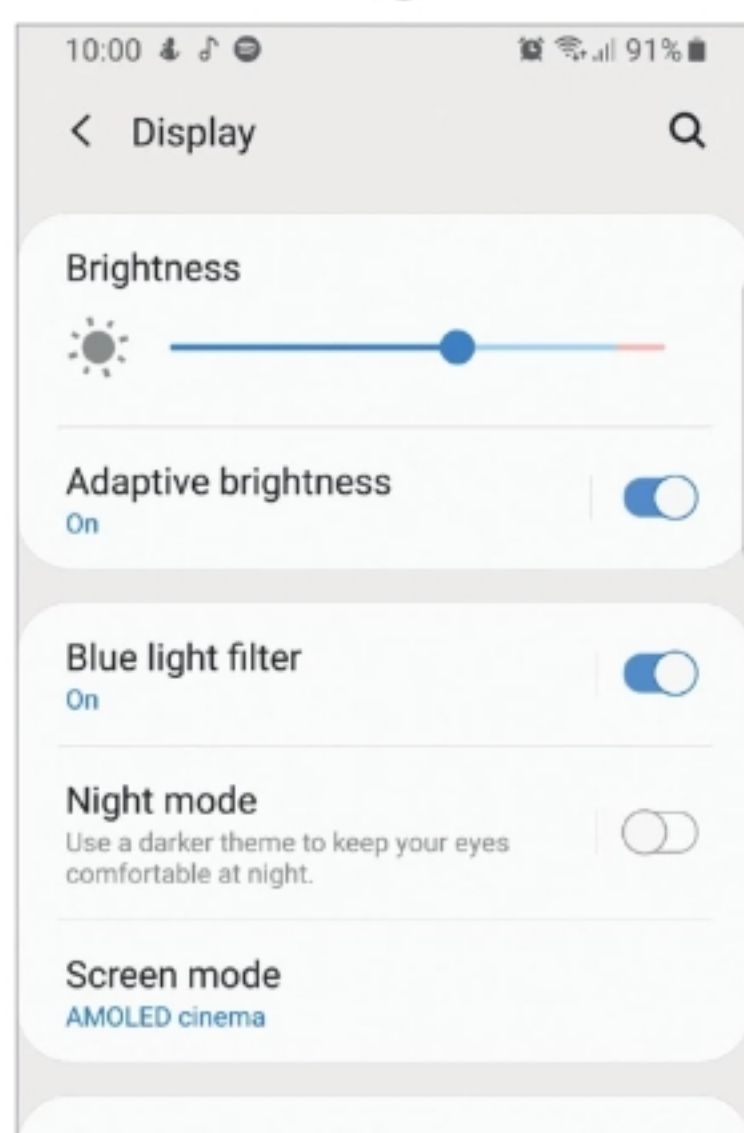 10:00 91%
Display
Brightness
Adaptive brightness
On
Blue light filter
On
Night mode
Use a darker theme to keep your eyes
comfortable at night.
Screen mode
AMOLED cinema